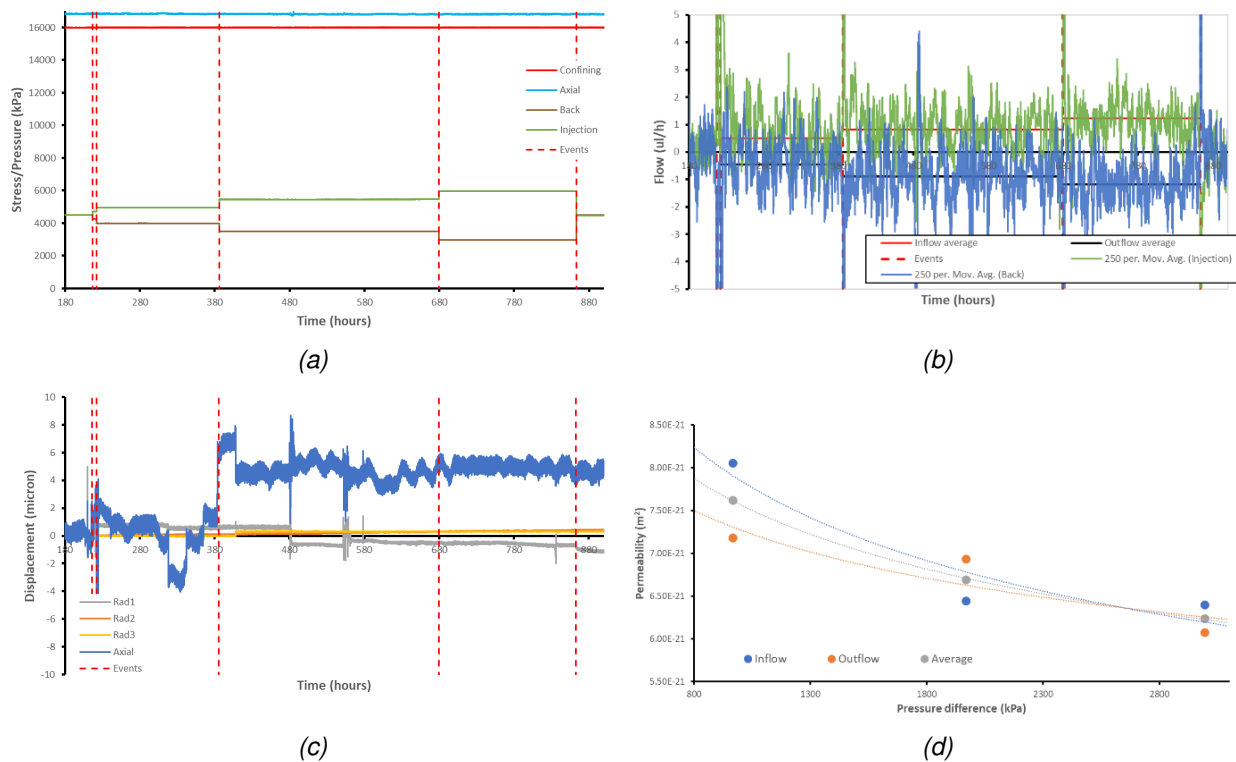 18000
16000
14000
12000
10000
8000
6000
4000
2000
0
Stress/Pressure (kPa)
Confining
Axial
Back
Injection
Events
180 280 380 480 580 680 780 880
Time (hours)
(a)
5
4
3
2
1
0
-1
-2
-3
-4
-5
Flow (ul/h)
580
780
Inflow average
Outflow average
Events
250 per. Mov. Avg. (Injection)
250 per. Mov. Avg. (Back)
Time (hours)
(b)
10
8
6
4
2
0
-2
-4
-6
-8
-10
Displacement (micron)
180 280 380 480 580 680 780 880
Rad1
Rad2
Rad3
Axial
Events
Time (hours)
(c)
8.50E-21
8.00E-21
7.50E-21
7.00E-21
6.50E-21
6.00E-21
5.50E-21
Permeability (m²)
Inflow
Outflow
Average
800 1300 1800 2300 2800
Pressure difference (kPa)
(d)